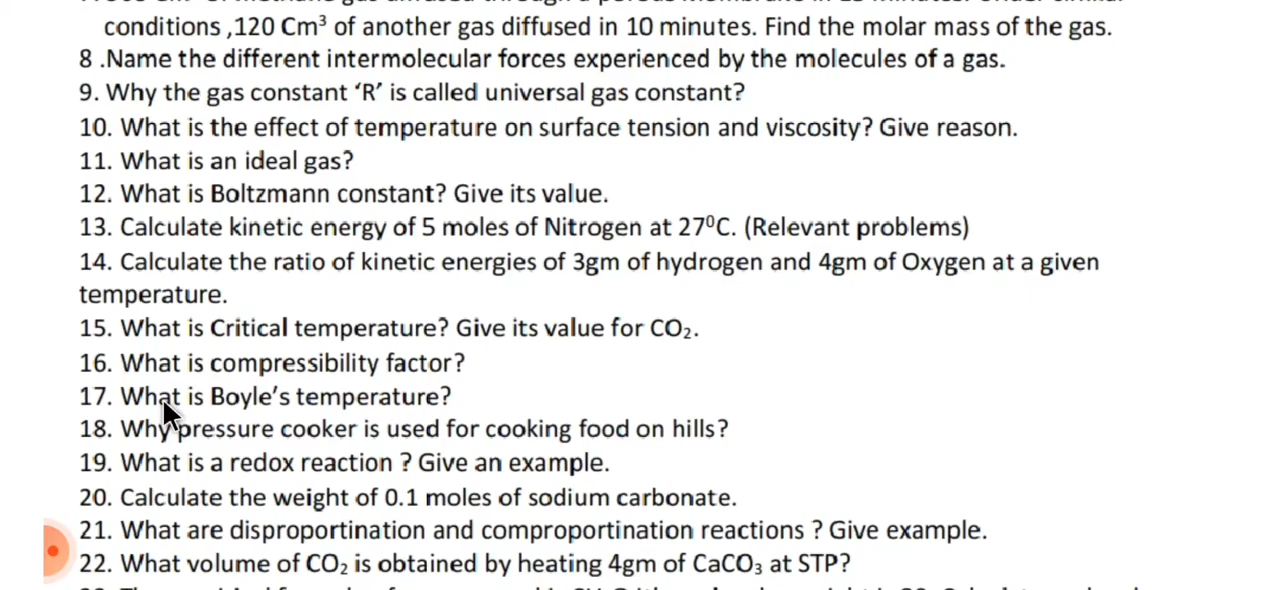 conditions ,120 Cm³ of another gas diffused in 10 minutes. Find the molar mass of the gas.
8 .Name the different intermolecular forces experienced by the molecules of a gas.
9. Why the gas constant ‘R’ is called universal gas constant?
10. What is the effect of temperature on surface tension and viscosity? Give reason.
11. What is an ideal gas?
12. What is Boltzmann constant? Give its value.
13. Calculate kinetic energy of 5 moles of Nitrogen at 27⁰C. (Relevant problems)
14. Calculate the ratio of kinetic energies of 3gm of hydrogen and 4gm of Oxygen at a given
temperature.
15. What is Critical temperature? Give its value for CO₂.
16. What is compressibility factor?
17. What is Boyle’s temperature?
18. Why pressure cooker is used for cooking food on hills?
19. What is a redox reaction ? Give an example.
20. Calculate the weight of 0.1 moles of sodium carbonate.
21. What are disproportination and comproportination reactions ? Give example.
22. What volume of CO₂ is obtained by heating 4gm of CaCO₃ at STP?